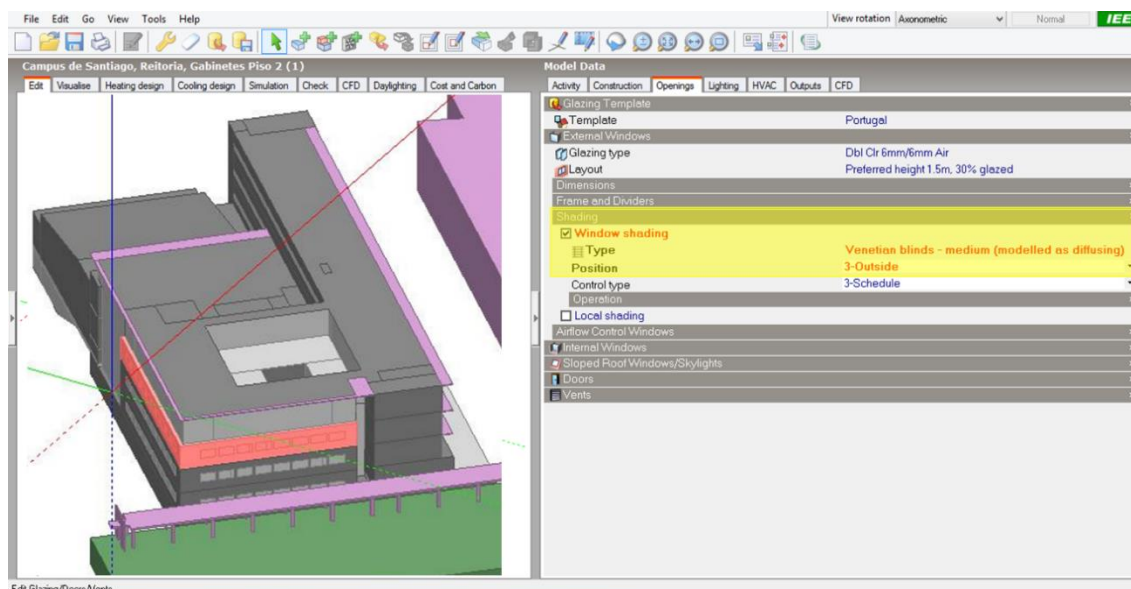 File Edit Go View Tools Help
View rotation Axonometric Normal IEE
Campus de Santiago, Reitoria, Gabinetes Piso 2 (1)
Edit Visualise Heating design Cooling design Simulation Check CFD Daylighting Cost and Carbon
Model Data
Activity Construction Openings Lighting HVAC Outputs CFD
Glazing Template
Template Portugal
External Windows
Glazing type Dbl Clr 6mm/6mm Air
Layout Preferred height 1.5m, 30% glazed
Dimensions
Frame and Dividers
Shading
Window shading
Type Venetian blinds - medium (modelled as diffusing)
Position 3-Outside
Control type 3-Schedule
Operation
Local shading
Airflow Control Windows
Internal Windows
Sloped Roof Windows/Skylights
Doors
Vents
Edit Glazing/Doors/Vents